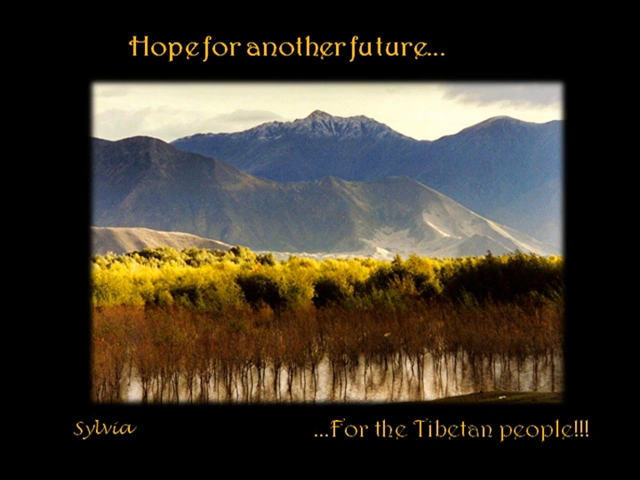 Hope for another future...
Sylvia
...For the Tibetan people!!!